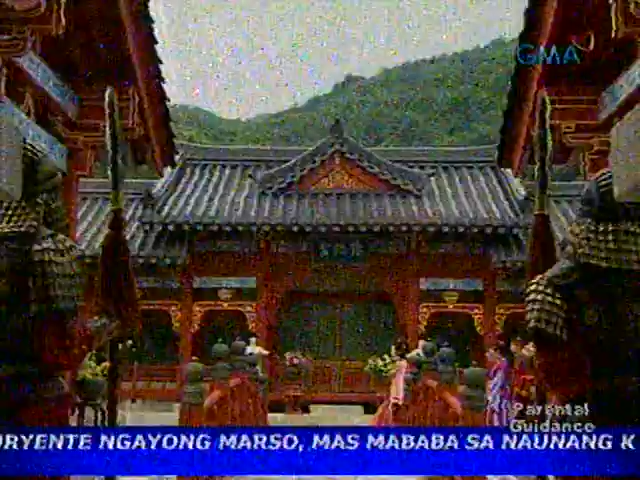 GMA
Parental
Guidance
ORYENTE NGAYONG MARSO, MAS MABABA SA NAUNANG K